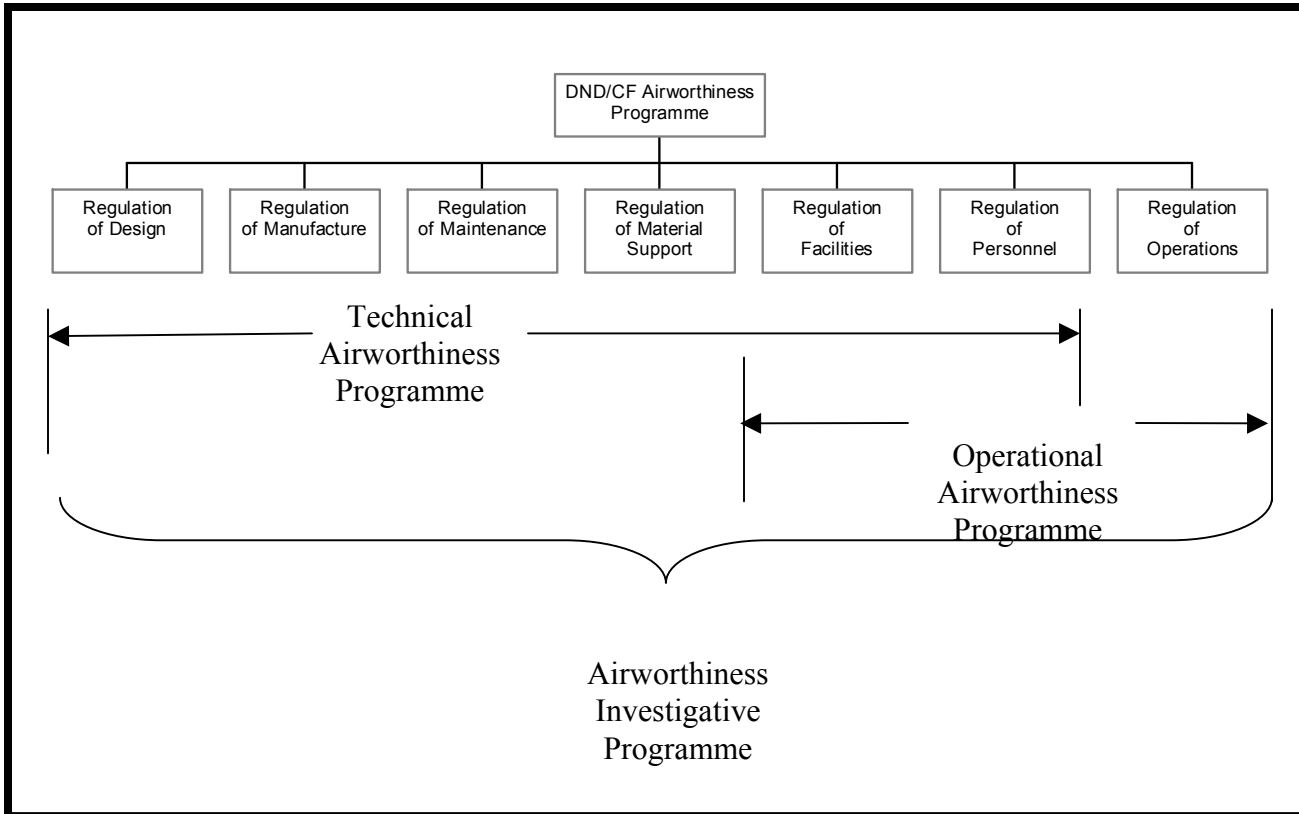 DND/CF Airworthiness
Programme
Regulation
of Design
Regulation
of Manufacture
Regulation
of Maintenance
Regulation
of Material
Support
Regulation
of
Facilities
Regulation
of
Personnel
Regulation
of
Operations
Technical
Airworthiness
Programme
Operational
Airworthiness
Programme
Airworthiness
Investigative
Programme